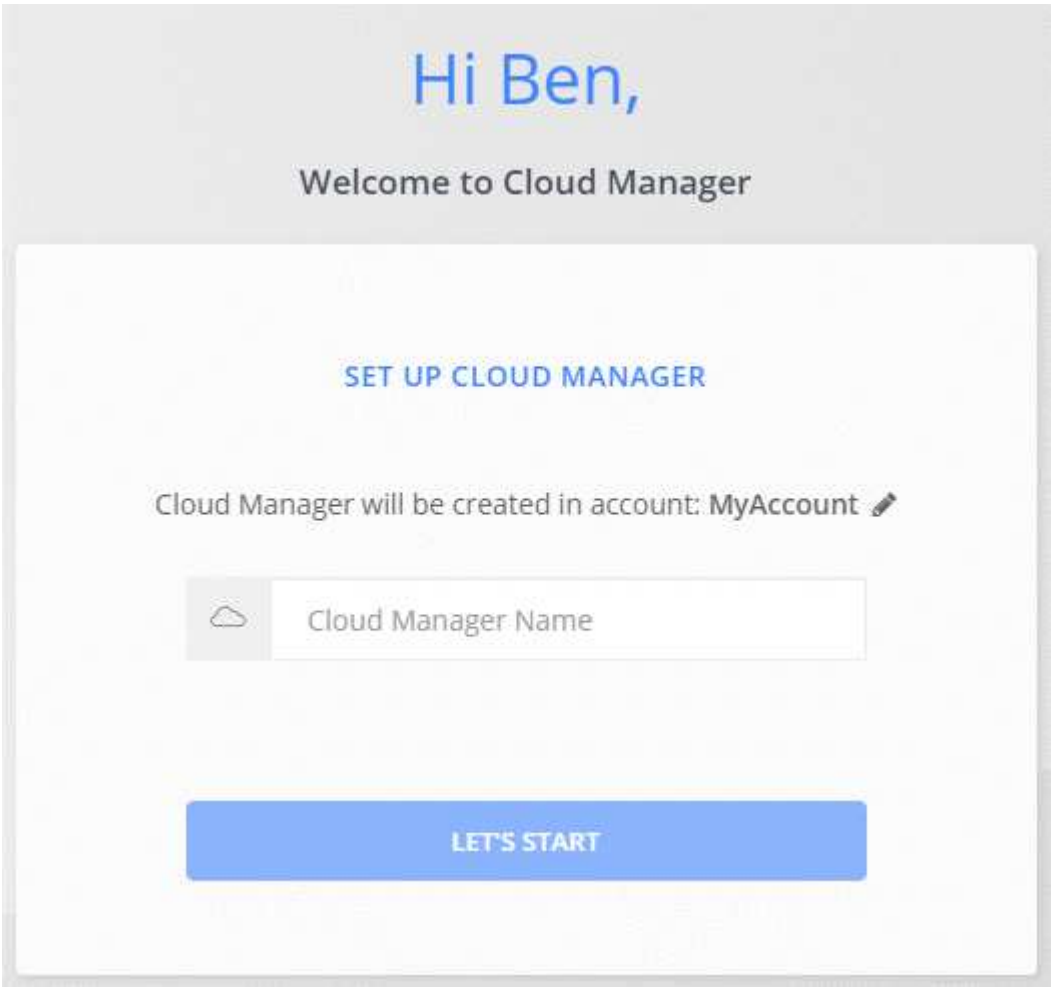 Hi Ben,
Welcome to Cloud Manager
SET UP CLOUD MANAGER
Cloud Manager will be created in account: MyAccount
Cloud Manager Name
LET'S START